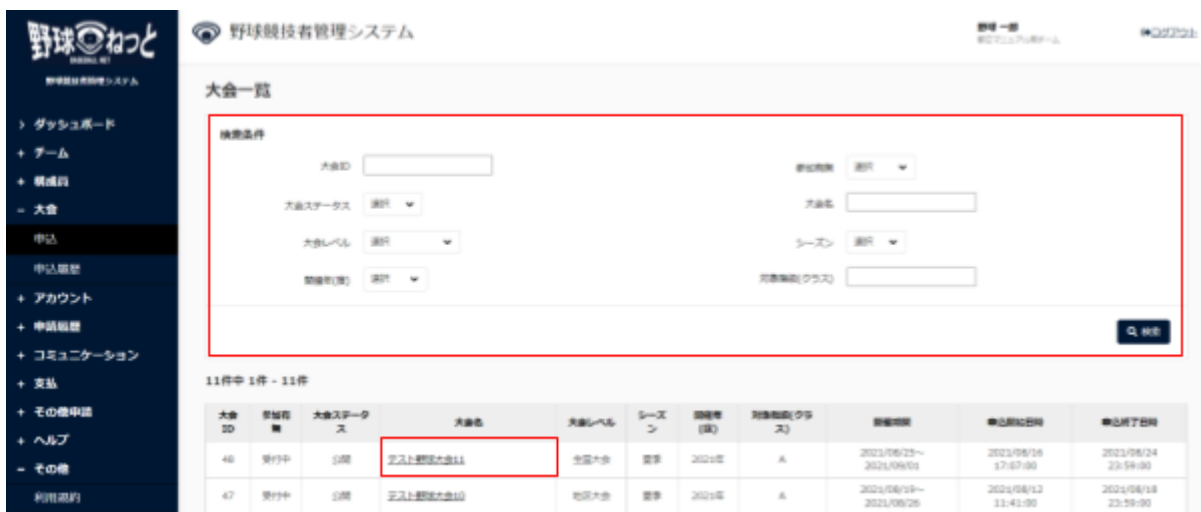 野球ねっと
BASEBALL NET
野球競技者管理システム
野球競技者管理システム
野球 一郎
ログアウト
ダッシュボード
+ チーム
+ 構成員
- 大会
申込
申込履歴
+ アカウント
+ 申請履歴
+ コミュニケーション
+ 支払
+ その他申請
+ ヘルプ
- その他
利用規約
大会一覧
検索条件
大会ID
参加有無 選択
大会ステータス 選択
大会名
大会レベル 選択
シーズン 選択
開催年(度) 選択
対象階級(クラス)
検索
11件中 1件 - 11件
大会ID 参加有無 大会ステータス 大会名 大会レベル シーズン 開催年(度) 対象階級(クラス) 開催期間 申込開始日時 申込終了日時
48 受付中 公開 テスト野球大会11 全国大会 夏季 2021年 A 2021/08/25~2021/09/01 2021/08/16 17:07:00 2021/08/24 23:59:00
47 受付中 公開 テスト野球大会10 地区大会 夏季 2021年 A 2021/08/19~2021/08/26 2021/08/12 11:41:00 2021/08/18 23:59:00